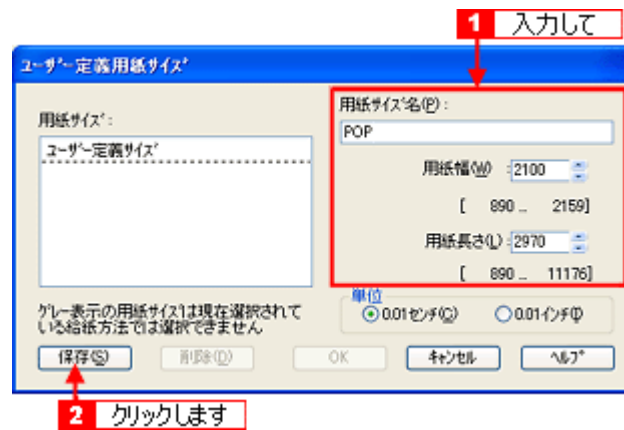 1 入力して
ユーザー定義用紙サイズ
用紙サイズ:
ユーザー定義サイズ
用紙サイズ名(P):
POP
用紙幅(W) :2100
[ 890 .. 2159]
用紙長さ(L):2970
[ 890 .. 11176]
グレー表示の用紙サイズは現在選択されて
いる給紙方法では選択できません
単位
0.01センチ(C) 0.01インチ(I)
保存(S) 削除(D) OK キャンセル ヘルプ
2 クリックします